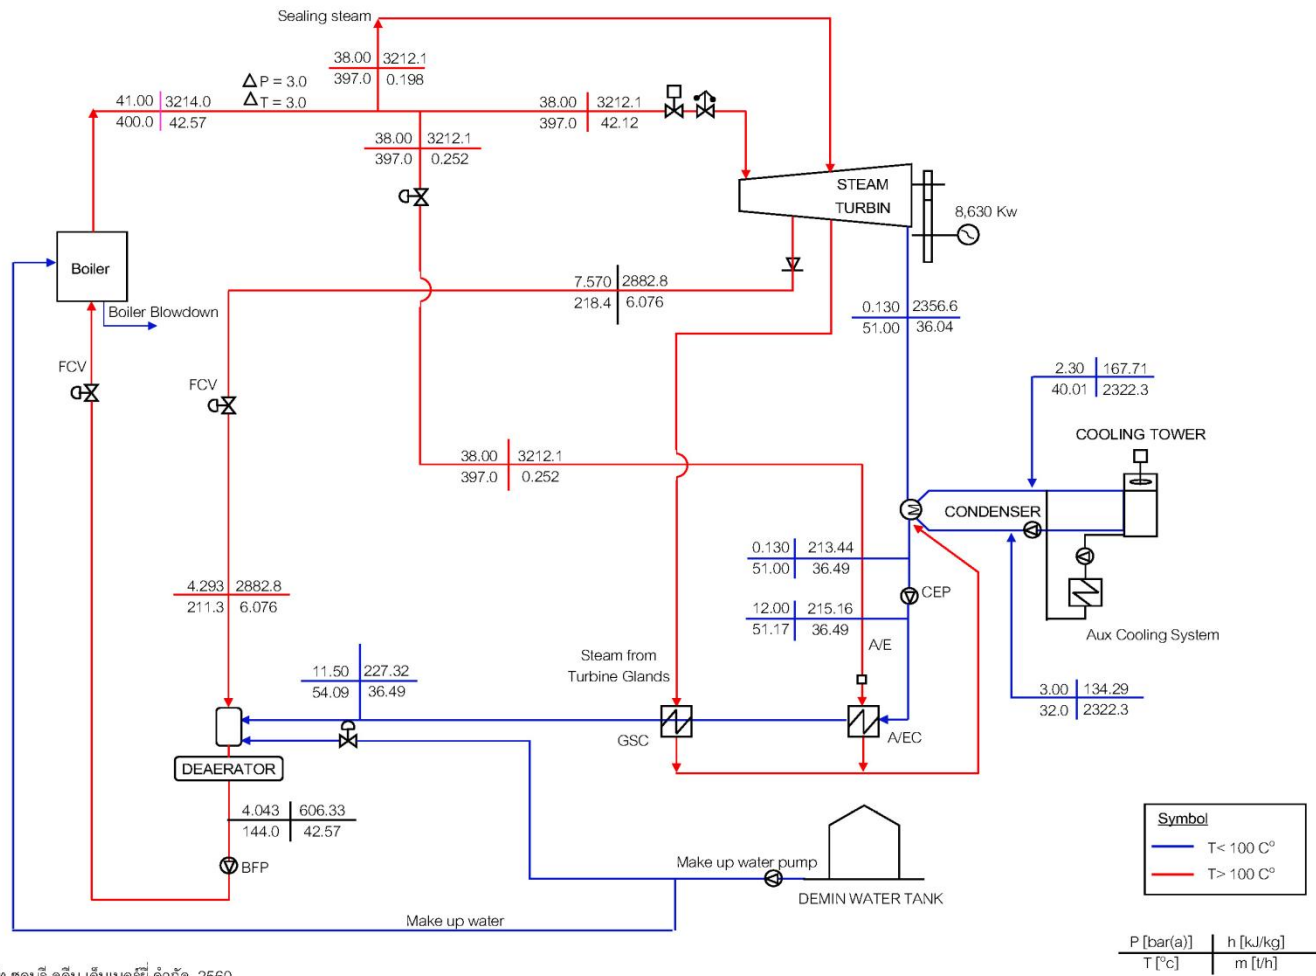 Sealing steam
38.00 3212.1
397.0 0.198
Δ P = 3.0
Δ T = 3.0
41.00 3214.0
400.0 42.57
38.00 3212.1
397.0 42.12
38.00 3212.1
397.0 0.252
STEAM
TURBIN
8,630 Kw
Boiler
7.570 2882.8
218.4 6.076
Boiler Blowdown
0.130 2356.6
51.00 36.04
FCV
FCV
2.30 167.71
40.01 2322.3
COOLING TOWER
38.00 3212.1
397.0 0.252
M
CONDENSER
0.130 213.44
51.00 36.49
CEP
4.293 2882.8
211.3 6.076
12.00 215.16
51.17 36.49
Aux Cooling System
A/E
Steam from
Turbine Glands
11.50 227.32
54.09 36.49
3.00 134.29
32.0 2322.3
GSC
A/EC
DEAERATOR
4.043 606.33
144.0 42.57
BFP
Make up water pump
DEMIN WATER TANK
Make up water
Symbol
T< 100 C°
T> 100 C°
P [bar(a)] h [kJ/kg]
T [°c] m [t/h]
2560